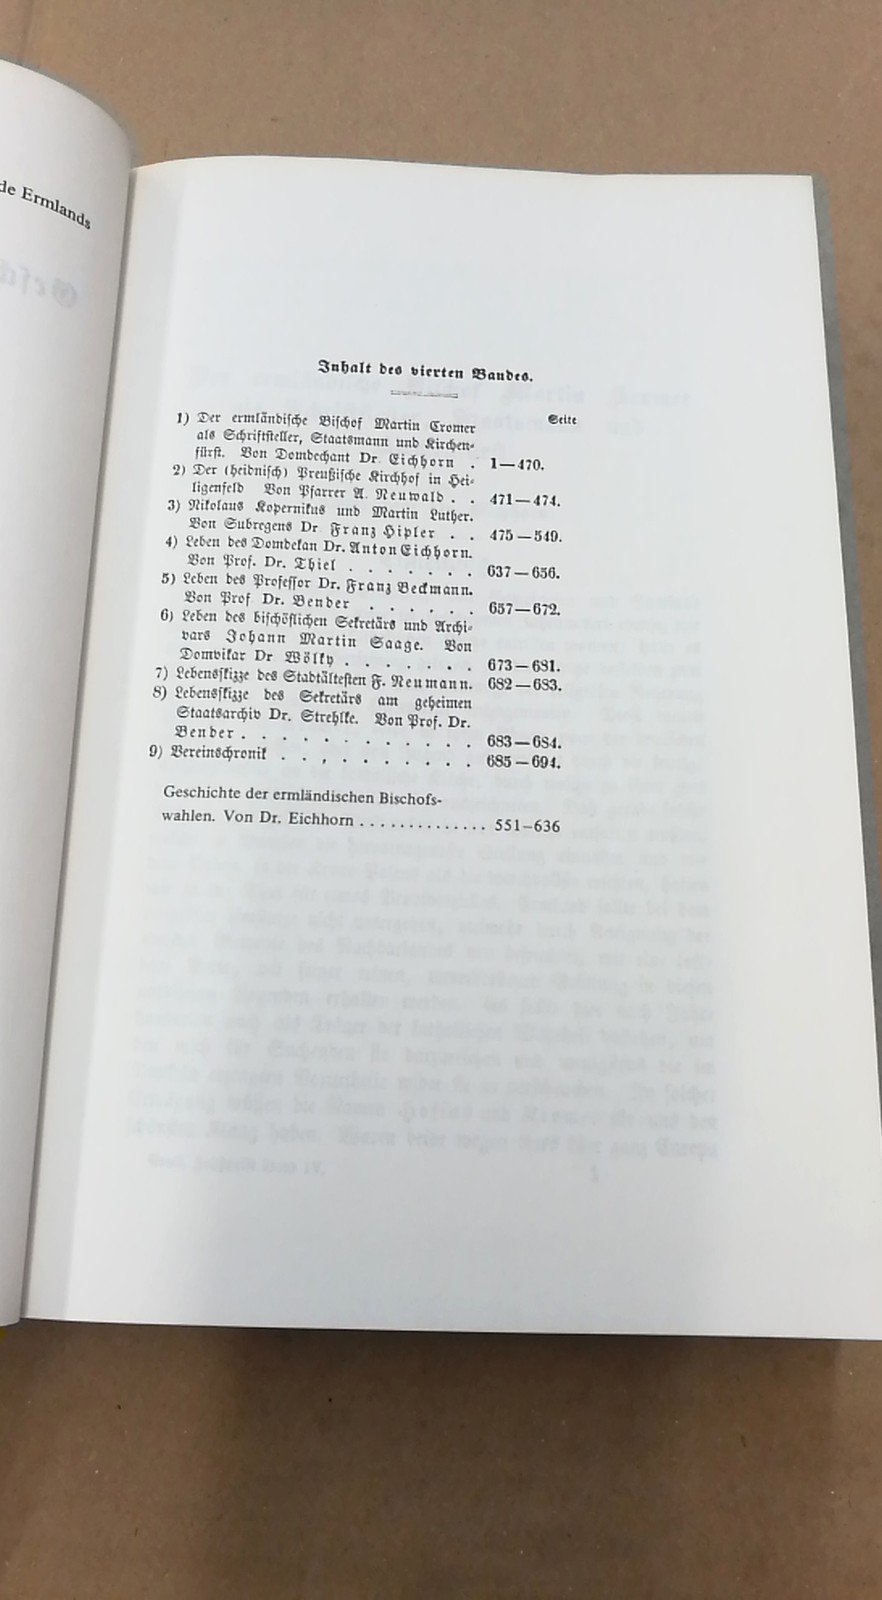 de Ermlands
Inhalt des vierten Bandes.
Seite
1) Der ermländische Bischof Martin Cromer
als Schriftsteller, Staatsmann und Kirchen-
fürst. Von Domdechant Dr. Eichhorn . 1—470.
2) Der (heidnisch) Preußische Kirchhof in Hei-
ligenfeld Von Pfarrer A. Neuwald . . 471—474.
3) Nikolaus Kopernikus und Martin Luther.
Von Subregens Dr Franz Hipler . . 475—549.
4) Leben des Domdekan Dr. Anton Eichhorn.
Von Prof. Dr. Thiel . . . . . . . 637—656.
5) Leben des Professor Dr. Franz Beckmann.
Von Prof Dr. Bender . . . . . . 657—672.
6) Leben des bischöflichen Sekretärs und Archi-
vars Johann Martin Saage. Von
Domvikar Dr Wölky . . . . . . . 673—681.
7) Lebensskizze des Stadtältesten F. Neumann. 682—683.
8) Lebensskizze des Sekretärs am geheimen
Staatsarchiv Dr. Strehlke. Von Prof. Dr.
Bender . . . . . . . . . . . . 683—684.
9) Vereinschronik . . , . . . . . . . 685—694.
Geschichte der ermländischen Bischofs-
wahlen. Von Dr. Eichhorn . . . . . . . . . . . . . . 551–636